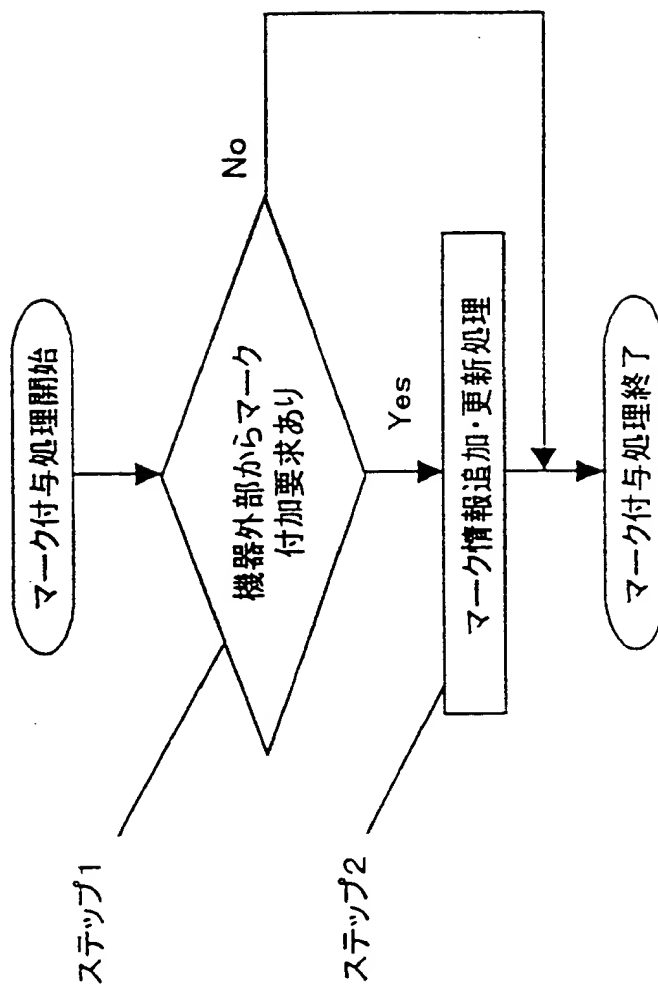 マーク付与処理開始
ステップ1
機器外部からマーク
付加要求あり
No
Yes
ステップ2
マーク情報追加・更新処理
マーク付与処理終了